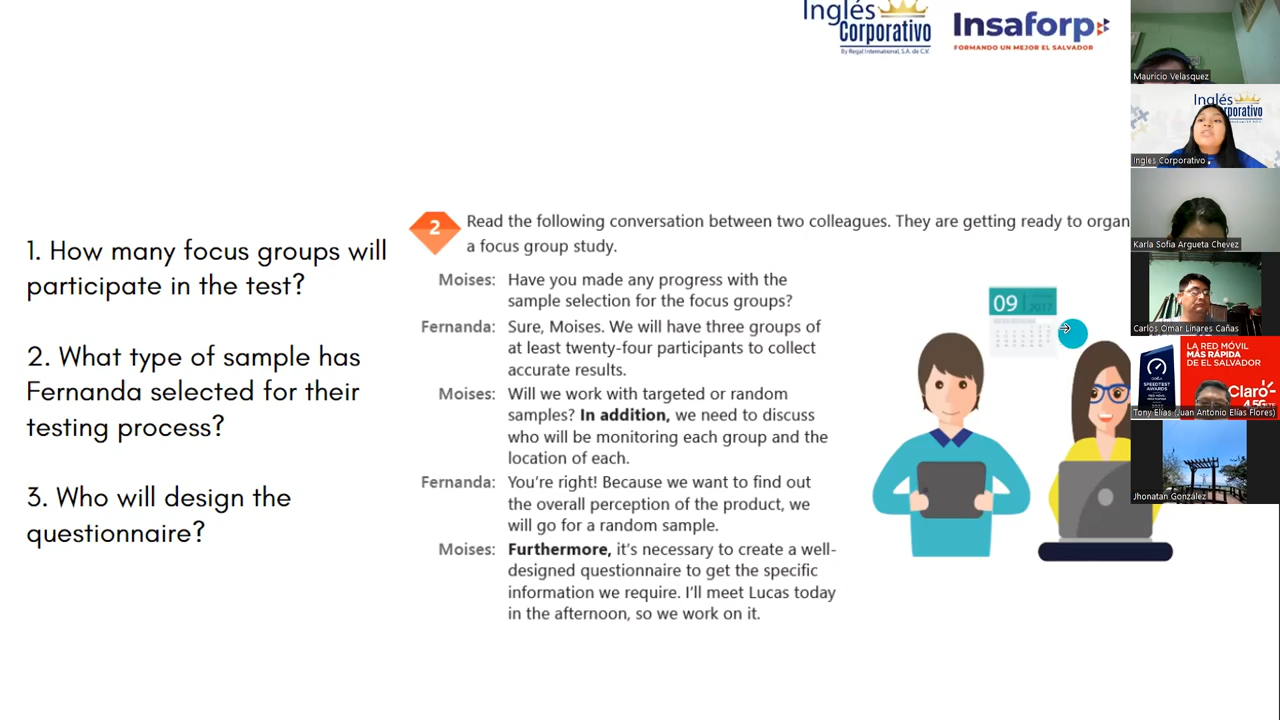 Inglés
Corporativo
By Regal International, S.A. de C.V.
Insaforp
FORMANDO UN MEJOR EL SALVADOR
1. How many focus groups will
participate in the test?
2. What type of sample has
Fernanda selected for their
testing process?
3. Who will design the
questionnaire?
2
Read the following conversation between two colleagues. They are getting ready to organ
a focus group study.
Moises: Have you made any progress with the
sample selection for the focus groups?
Fernanda: Sure, Moises. We will have three groups of
at least twenty-four participants to collect
accurate results.
Moises: Will we work with targeted or random
samples? In addition, we need to discuss
who will be monitoring each group and the
location of each.
Fernanda: You're right! Because we want to find out
the overall perception of the product, we
will go for a random sample.
Moises: Furthermore, it's necessary to create a well-
designed questionnaire to get the specific
information we require. I'll meet Lucas today
in the afternoon, so we work on it.
09
2017
Mauricio Velasquez
Inglés
orporativo
Ingles Corporativo
Karla Sofia Argueta Chevez
Carlos Omar Linares Cañas
SPEEDTEST
AWARDS
LA RED MÓVIL
MÁS RÁPIDA
DE EL SALVADOR
Claro
4.5G
Tony Elías (Juan Antonio Elías Flores)
Jhonatan González